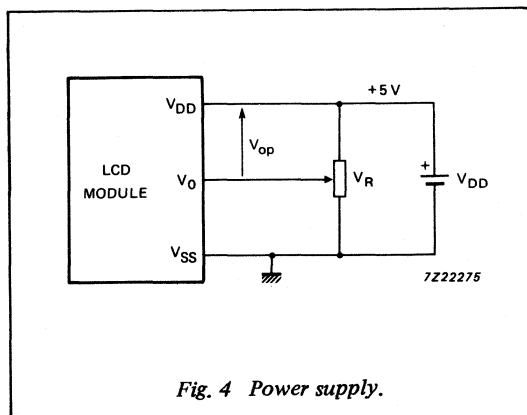 +5 V
V_DD
V_op
LCD
MODULE
V_0
V_R
V_DD
V_SS
7Z22275
Fig. 4 Power supply.